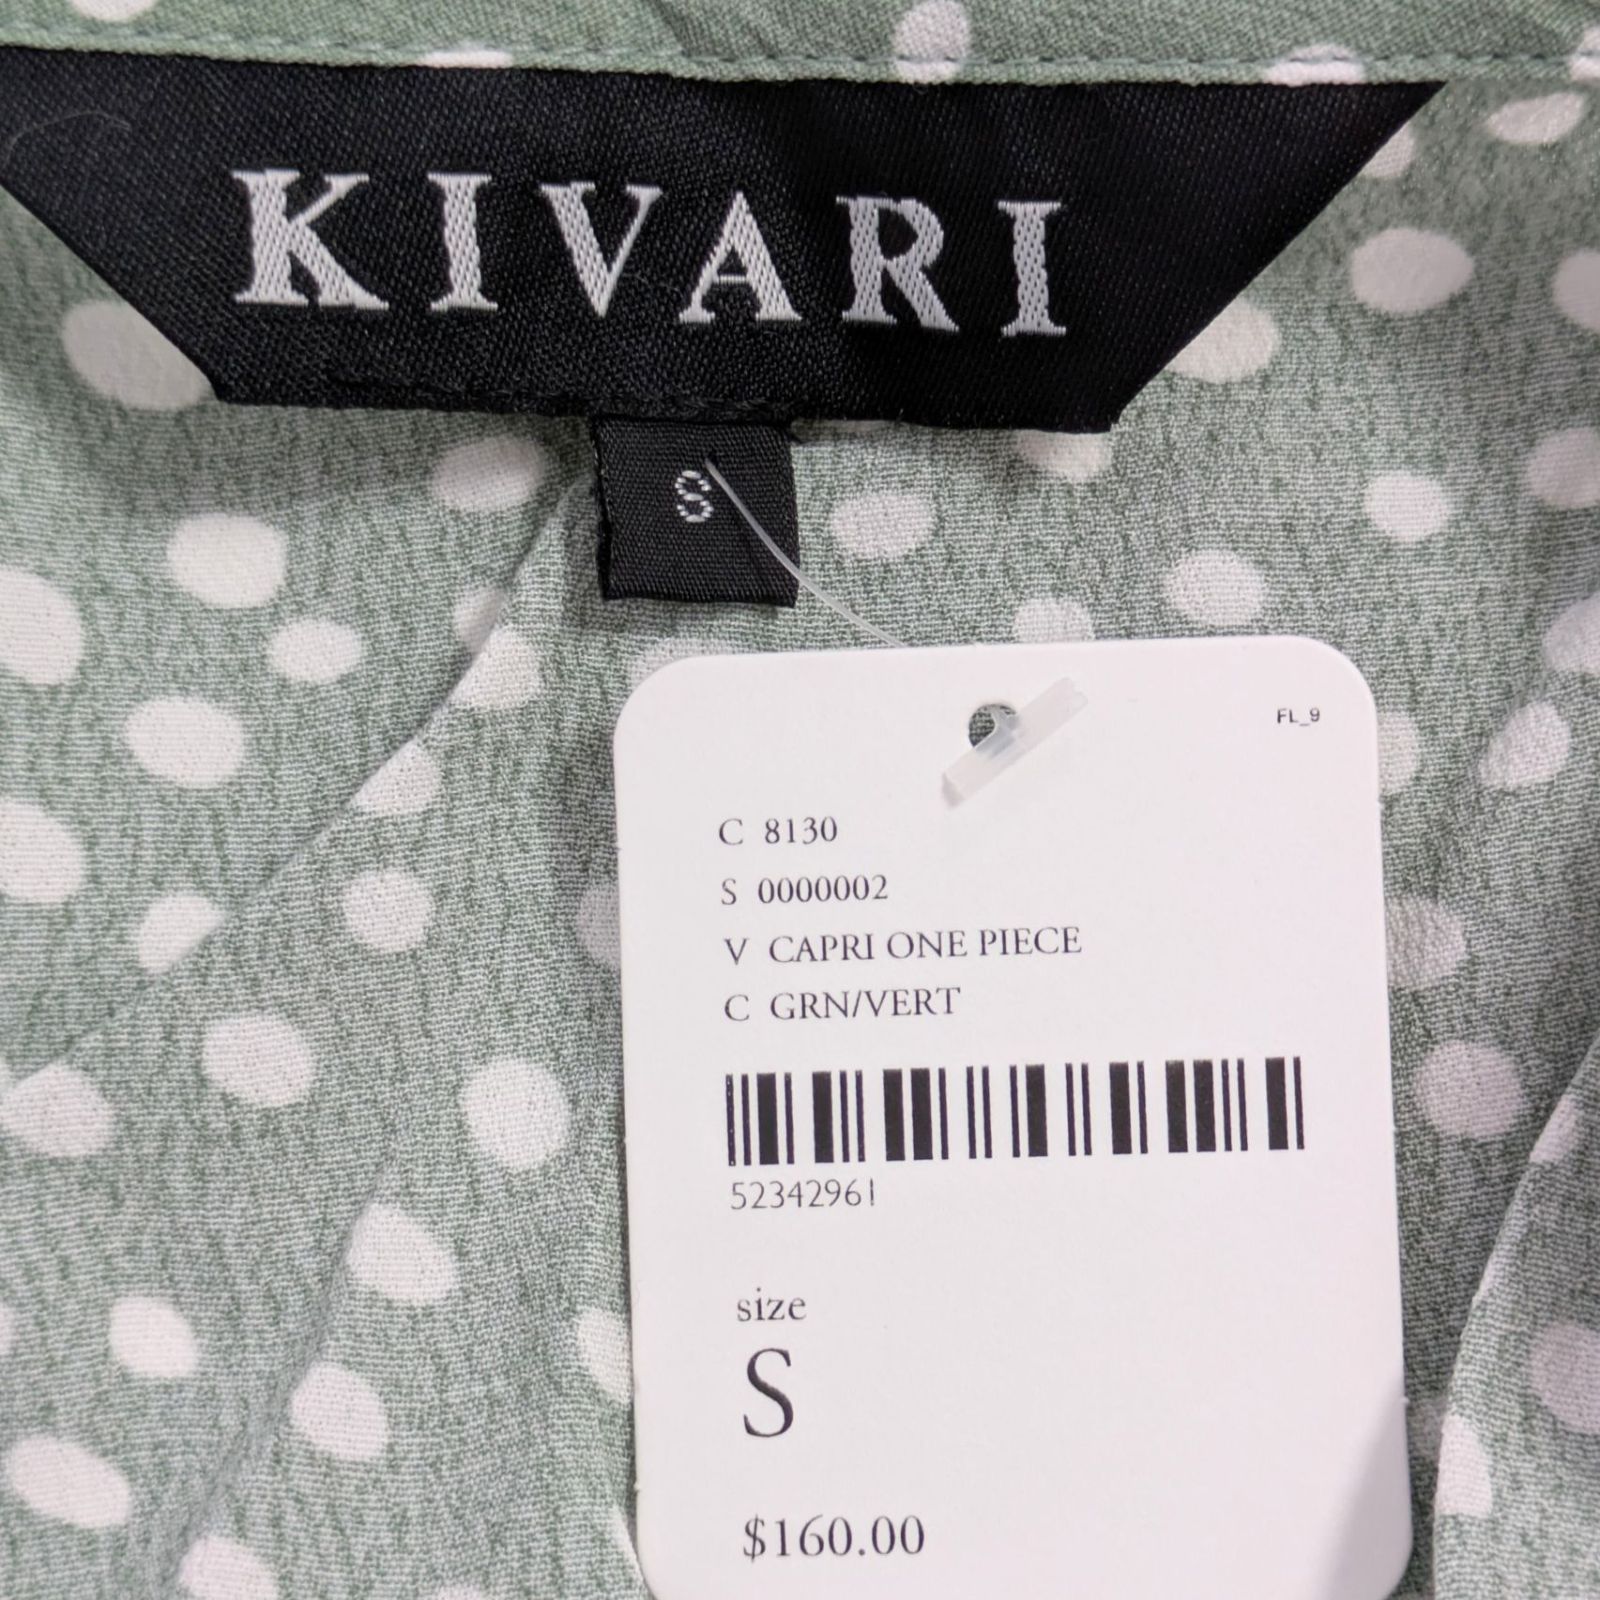 KIVARI
S
FL_9
C 8130
S 0000002
V CAPRI ONE PIECE
C GRN/VERT
52342961
size
S
$160.00